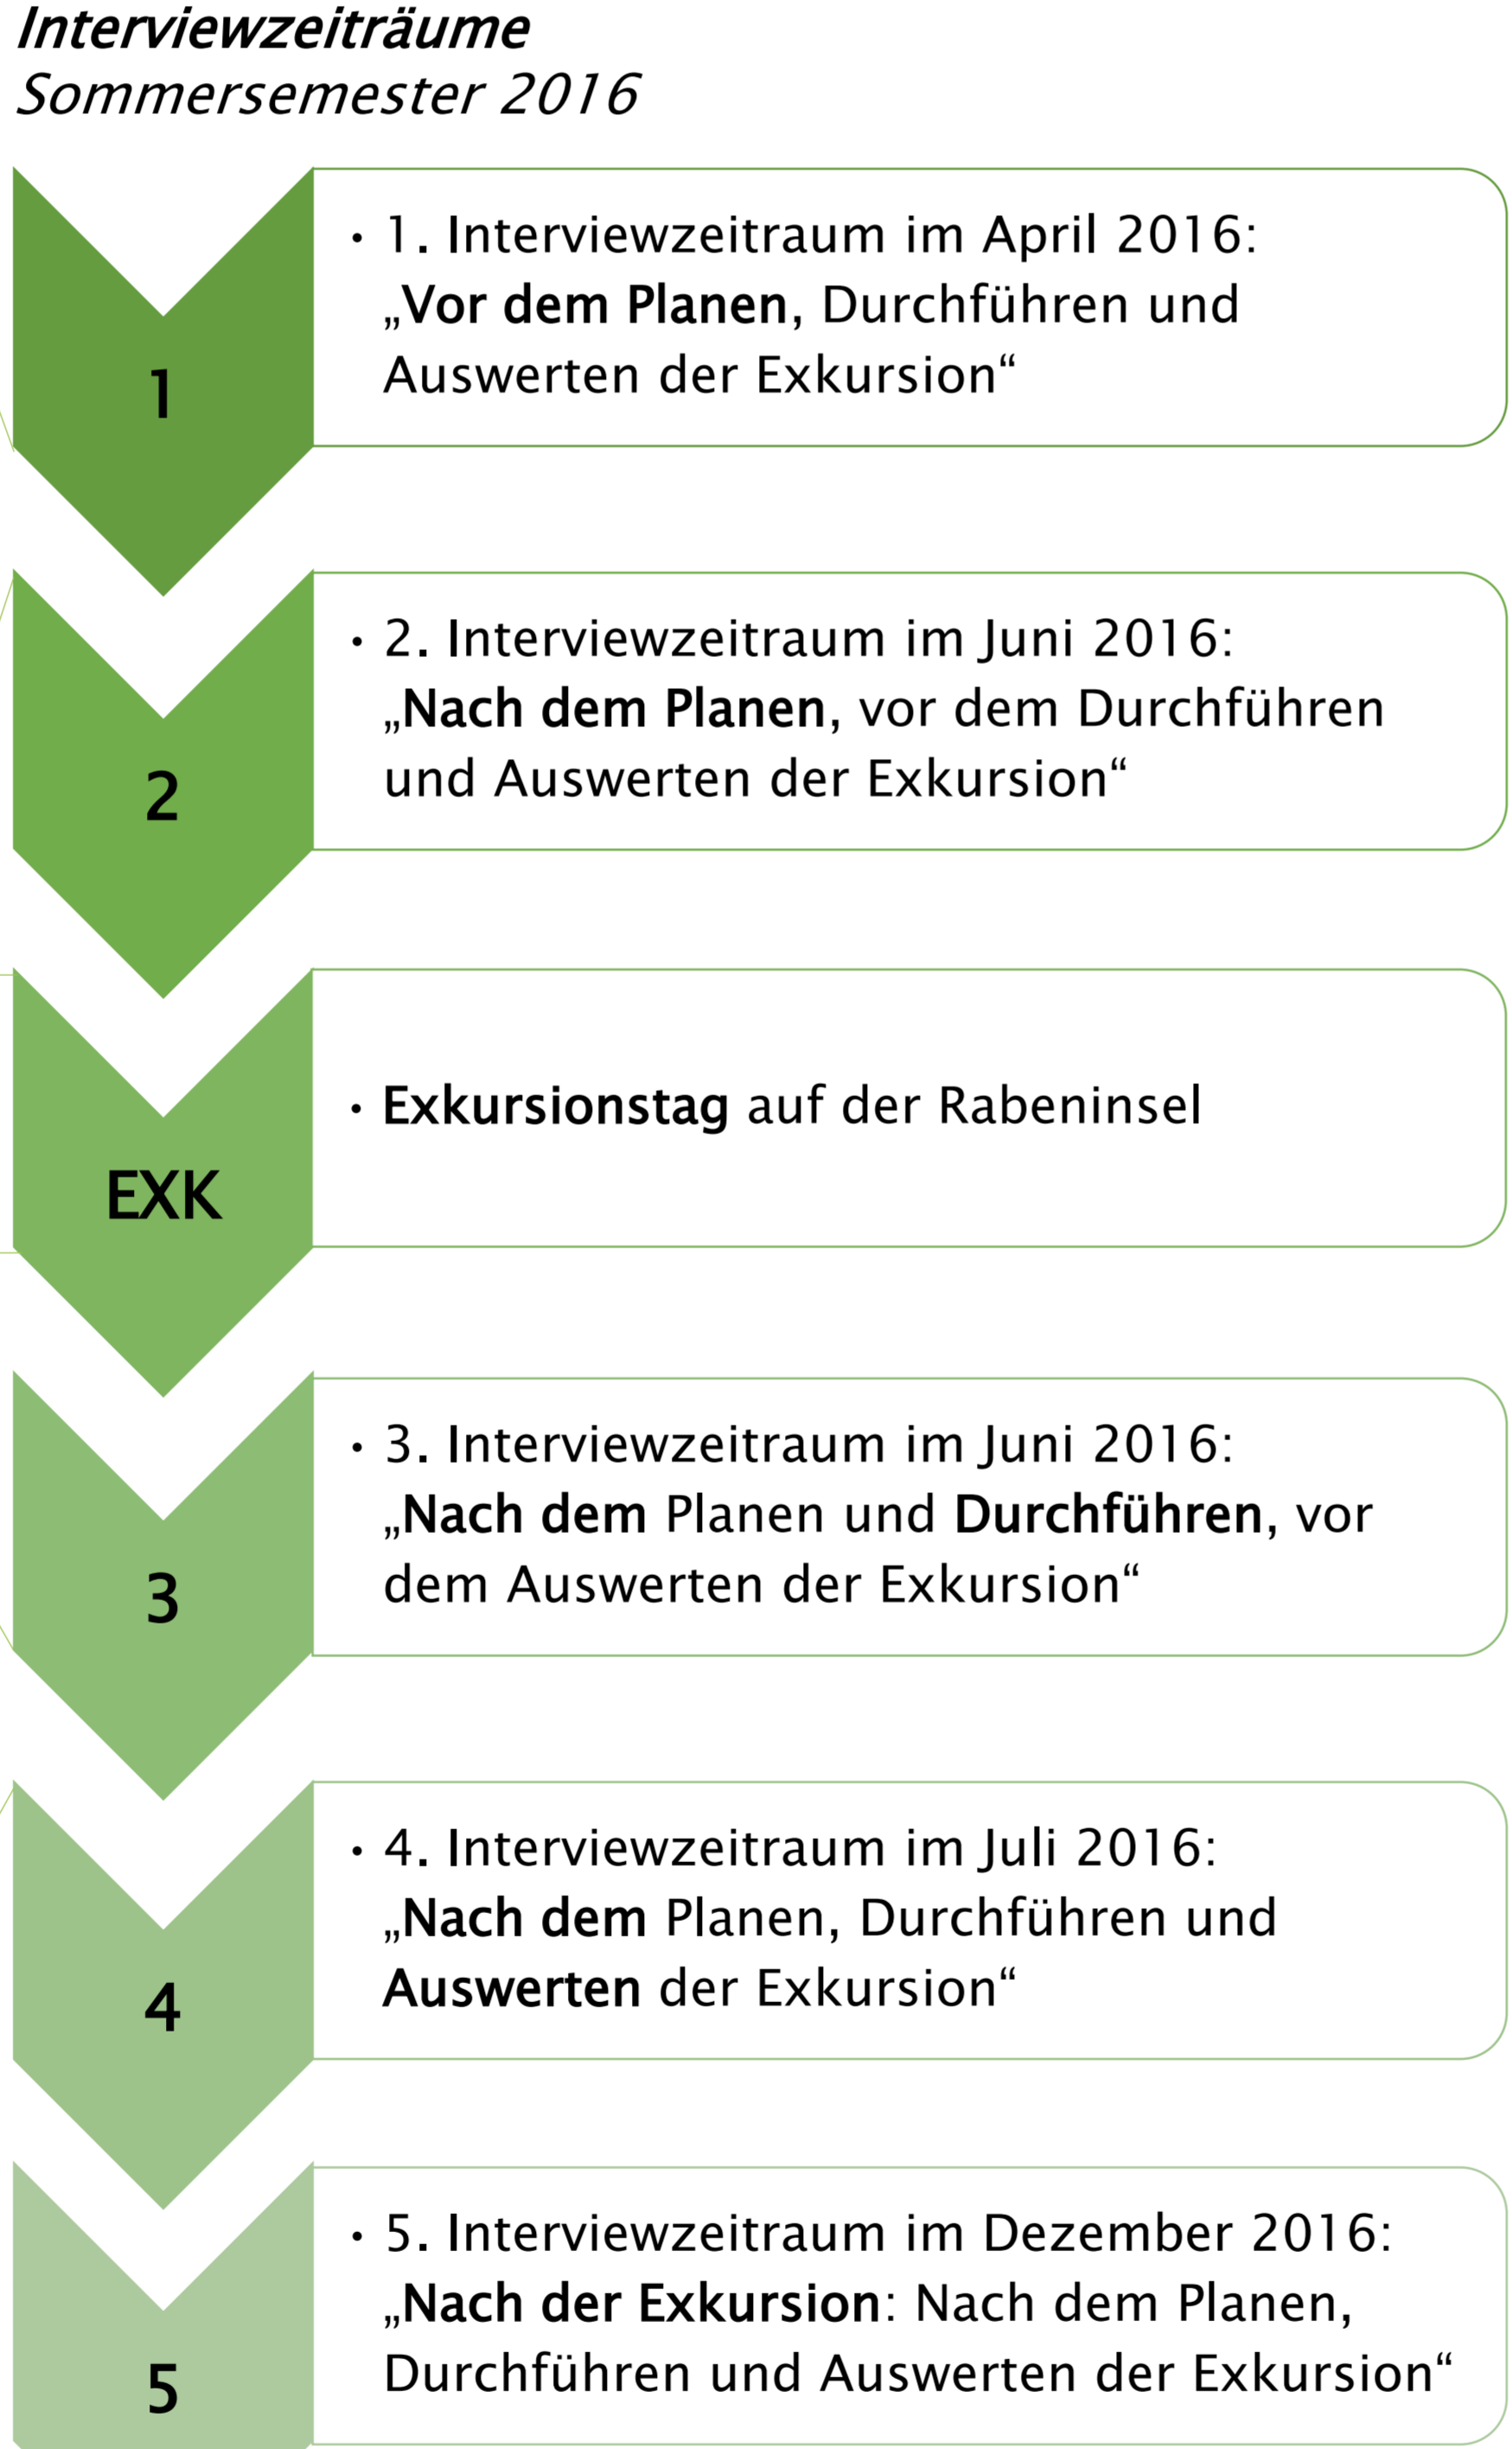 Interviewzeiträume
Sommersemester 2016
• 1. Interviewzeitraum im April 2016:
„Vor dem Planen, Durchführen und
Auswerten der Exkursion“
1
• 2. Interviewzeitraum im Juni 2016:
„Nach dem Planen, vor dem Durchführen
und Auswerten der Exkursion“
2
• Exkursionstag auf der Rabeninsel
EXK
• 3. Interviewzeitraum im Juni 2016:
„Nach dem Planen und Durchführen, vor
dem Auswerten der Exkursion“
3
• 4. Interviewzeitraum im Juli 2016:
„Nach dem Planen, Durchführen und
Auswerten der Exkursion“
4
• 5. Interviewzeitraum im Dezember 2016:
„Nach der Exkursion: Nach dem Planen,
Durchführen und Auswerten der Exkursion“
5